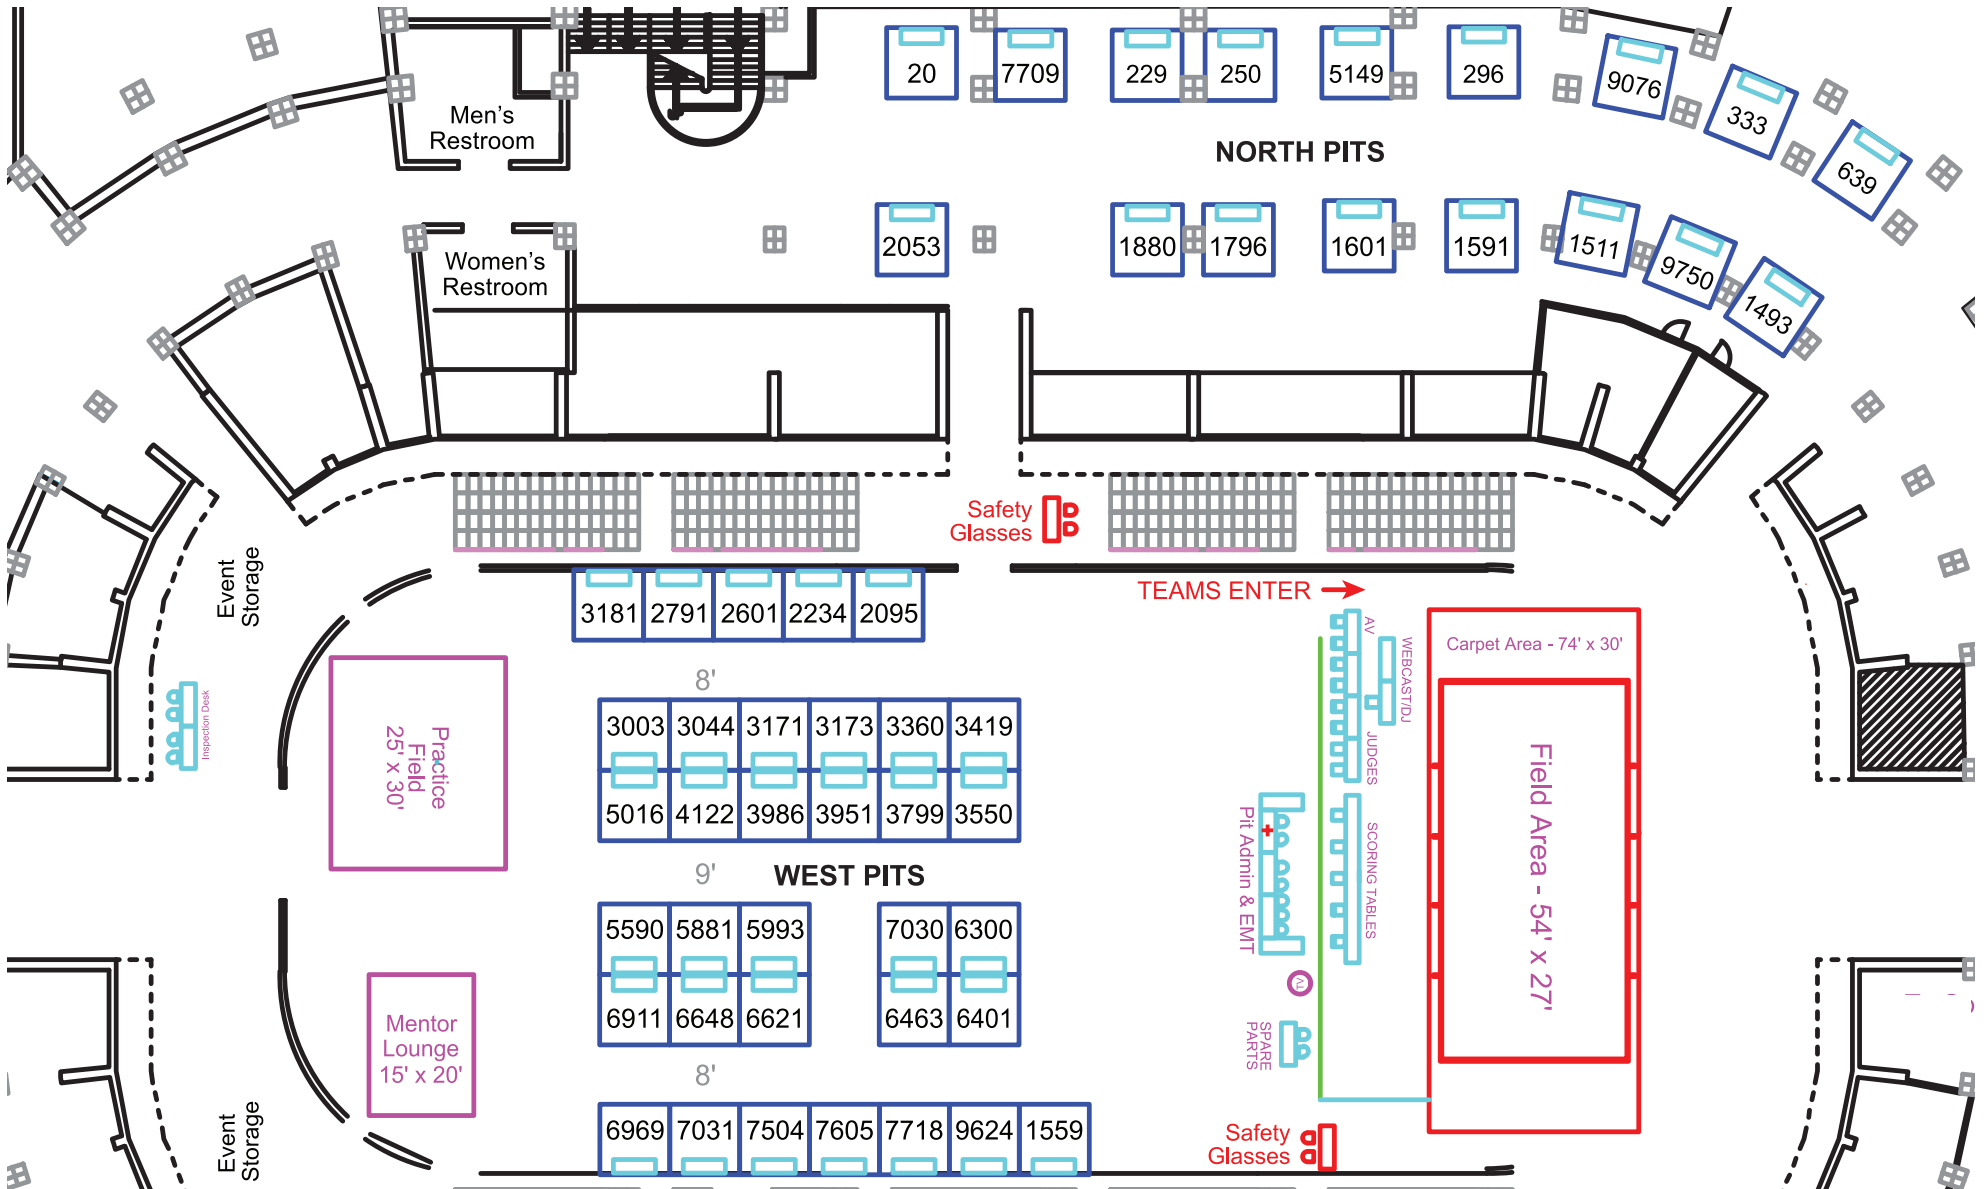 20
7709
229
250
5149
296
9076
333
639
Men's
Restroom
NORTH PITS
2053
1880
1796
1601
1591
1511
9750
1493
Women's
Restroom
Safety
Glasses
Event
Storage
TEAMS ENTER
3181
2791
2601
2234
2095
AV
WEBCAST/DJ
JUDGES
Carpet Area - 74' x 30'
8'
Inspection Desk
Practice
Field
25' x 30'
3003
3044
3171
3173
3360
3419
5016
4122
3986
3951
3799
3550
Field Area - 54' x 27'
Pit Admin & EMT
SCORING TABLES
9'
WEST PITS
5590
5881
5993
7030
6300
6911
6648
6621
6463
6401
TV
SPARE
PARTS
Mentor
Lounge
15' x 20'
8'
Event
Storage
6969
7031
7504
7605
7718
9624
1559
Safety
Glasses